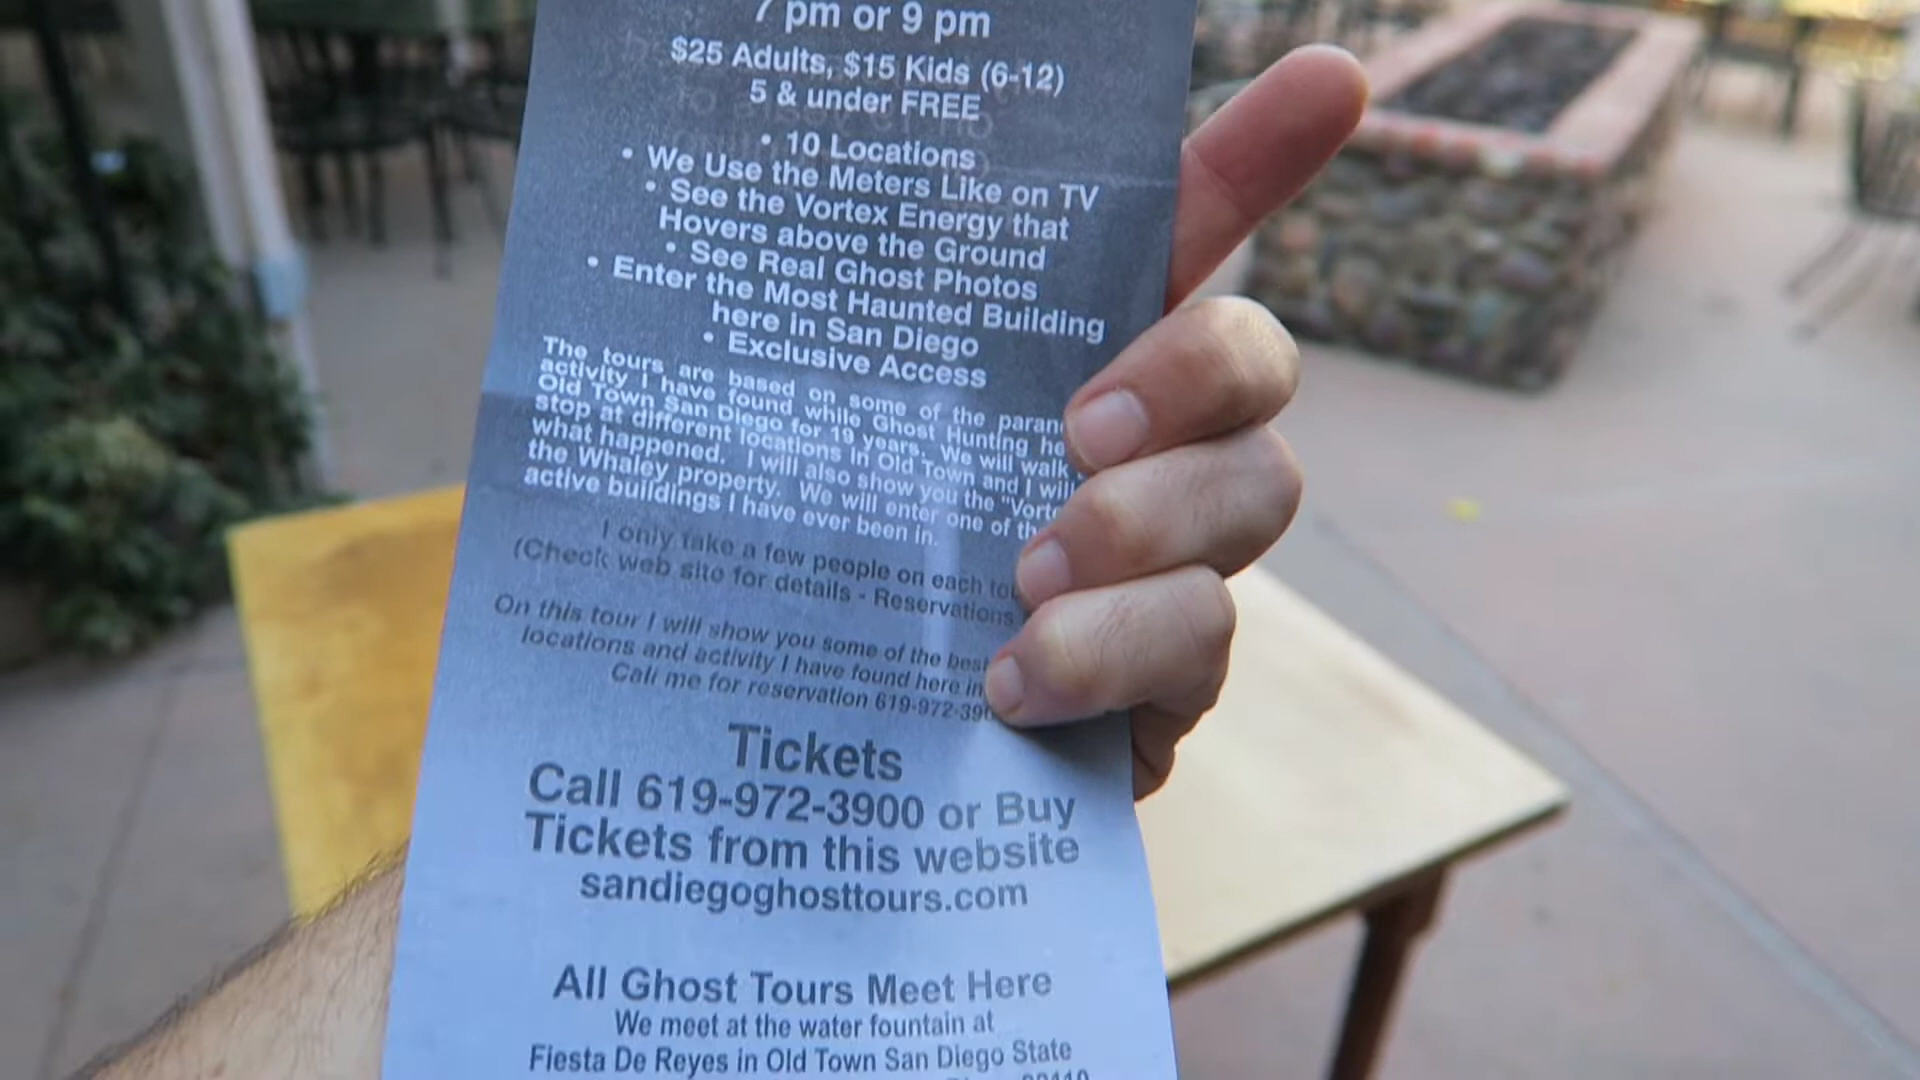 7 pm or 9 pm
$25 Adults, $15 Kids (6-12)
5 & under FREE
• 10 Locations
• We Use the Meters Like on TV
• See the Vortex Energy that
Hovers above the Ground
• See Real Ghost Photos
• Enter the Most Haunted Building
here in San Diego
• Exclusive Access
The tours are based on some of the paran
activity I have found while Ghost Hunting he
Old Town San Diego for 19 years. We will walk
stop at different locations in Old Town and I will
what happened. I will also show you the "Vorte
the Whaley property. We will enter one of th
active buildings I have ever been in.
I only take a few people on each tou
(Check web site for details - Reservations
On this tour I will show you some of the best
locations and activity I have found here in
Call me for reservation 619-972-390
Tickets
Call 619-972-3900 or Buy
Tickets from this website
sandiegoghosttours.com
All Ghost Tours Meet Here
We meet at the water fountain at
Fiesta De Reyes in Old Town San Diego State